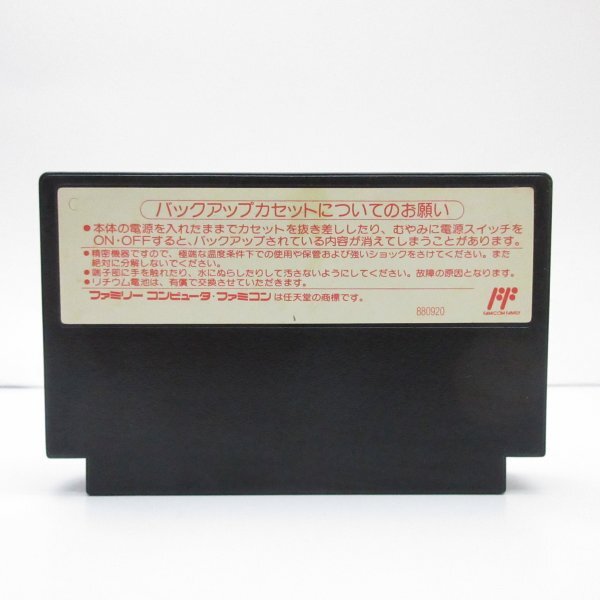 バックアップカセットについてのお願い
●本体の電源を入れたままでカセットを抜き差ししたり、むやみに電源スイッチを
ON・OFFすると、バックアップされている内容が消えてしまうことがあります。
●精密機器ですので、極端な温度条件下での使用や保管および強いショックをさけてください。また
絶対に分解しないでください。
●端子部に手を触れたり、水にぬらしたりして汚さないようにしてください。故障の原因となります。
●リチウム電池は、有償で交換させていただきます。
ファミリーコンピュータ・ファミコンは任天堂の商標です。
880920
FF
FAMICOM FAMILY
C